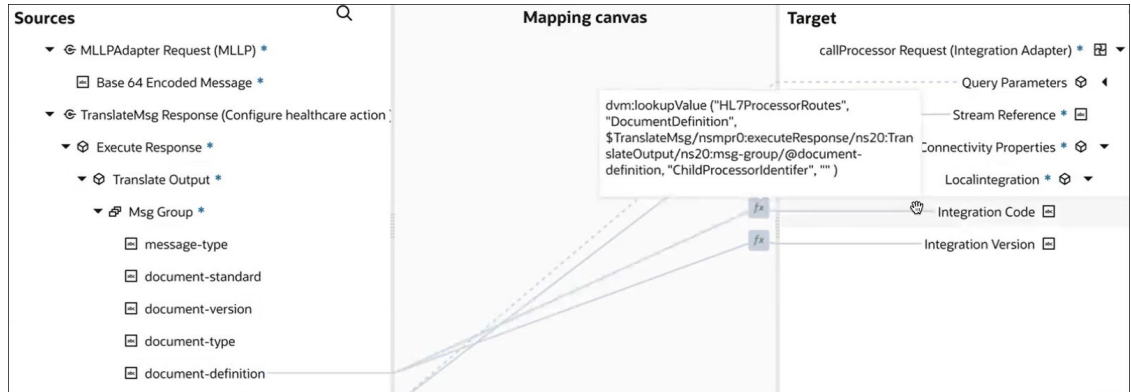 Sources
Mapping canvas
Target
MLLPAdapter Request (MLLP) *
callProcessor Request (Integration Adapter) *
Base 64 Encoded Message *
Query Parameters
TranslateMsg Response (Configure healthcare action)
Stream Reference *
Execute Response *
Connectivity Properties *
Translate Output *
Localintegration *
Msg Group *
Integration Code
message-type
Integration Version
document-standard
document-version
document-type
document-definition
dvm:lookupValue ("HL7ProcessorRoutes",
"DocumentDefinition",
$TranslateMsg/nsmpr0:executeResponse/ns20:Tran
slateOutput/ns20:msg-group/@document-
definition, "ChildProcessorIdentifer", "" )
fx
fx